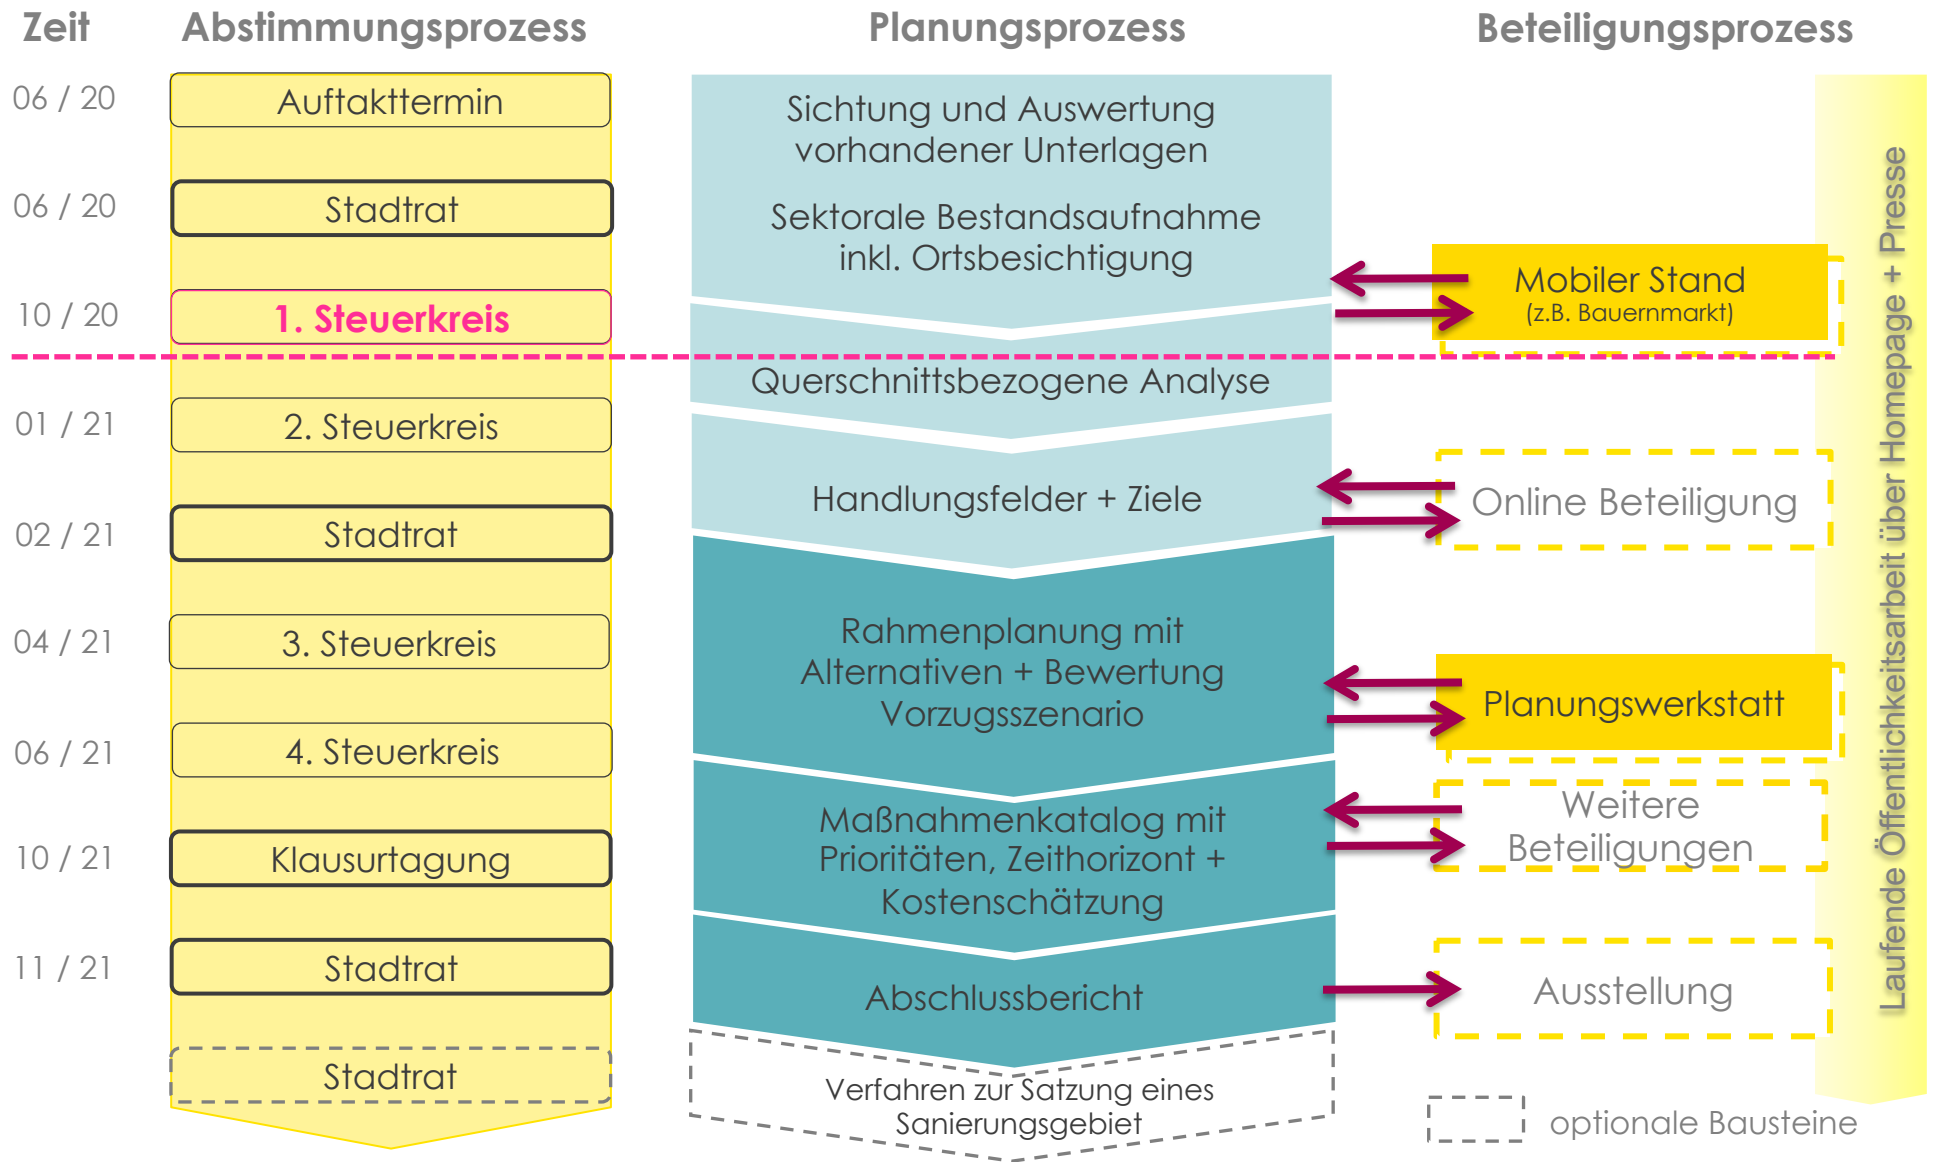 Zeit
Abstimmungsprozess
Planungsprozess
Beteiligungsprozess
06 / 20
Auftakttermin
Sichtung und Auswertung
vorhandener Unterlagen
06 / 20
Stadtrat
Sektorale Bestandsaufnahme
inkl. Ortsbesichtigung
Mobiler Stand
(z.B. Bauernmarkt)
10 / 20
1. Steuerkreis
Querschnittsbezogene Analyse
01 / 21
2. Steuerkreis
Handlungsfelder + Ziele
Online Beteiligung
02 / 21
Stadtrat
04 / 21
3. Steuerkreis
Rahmenplanung mit
Alternativen + Bewertung
Vorzugsszenario
Planungswerkstatt
06 / 21
4. Steuerkreis
Maßnahmenkatalog mit
Prioritäten, Zeithorizont +
Kostenschätzung
Weitere
Beteiligungen
10 / 21
Klausurtagung
11 / 21
Stadtrat
Abschlussbericht
Ausstellung
Stadtrat
Verfahren zur Satzung eines
Sanierungsgebiet
optionale Bausteine
Laufende Öffentlichkeitsarbeit über Homepage + Presse